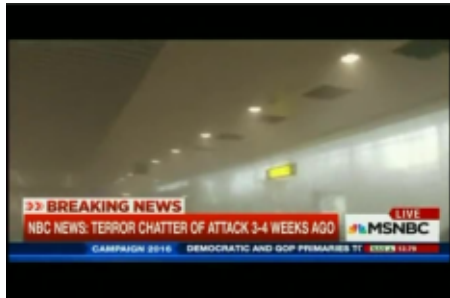 BREAKING NEWS
LIVE
NBC NEWS: TERROR CHATTER OF ATTACK 3-4 WEEKS AGO
MSNBC
CAMPAIGN 2016 DEMOCRATIC AND GOP PRIMARIES